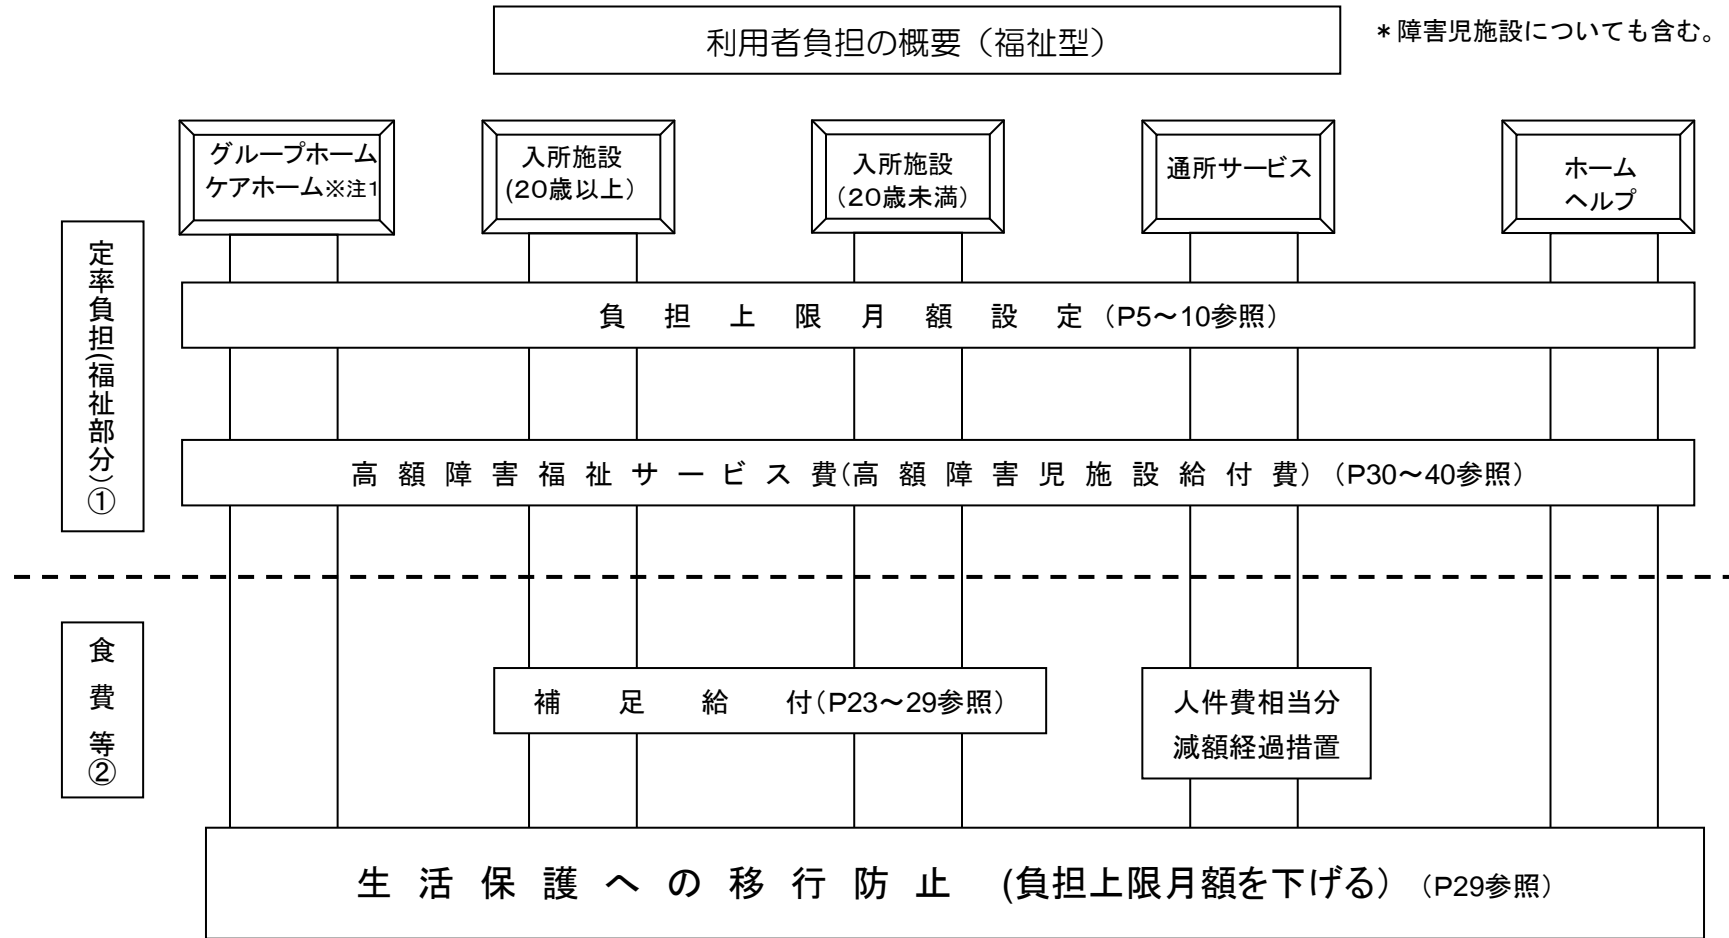 利用者負担の概要（福祉型）
＊障害児施設についても含む。
グループホーム
ケアホーム※注1
入所施設
(20歳以上）
入所施設
（20歳未満）
通所サービス
ホーム
ヘルプ
定率負担(福祉部分)①
負担上限月額設定（P5～10参照）
高額障害福祉サービス費(高額障害児施設給付費）（P30～40参照）
食費等②
補足給付(P23～29参照）
人件費相当分
減額経過措置
生活保護への移行防止 (負担上限月額を下げる）（P29参照）